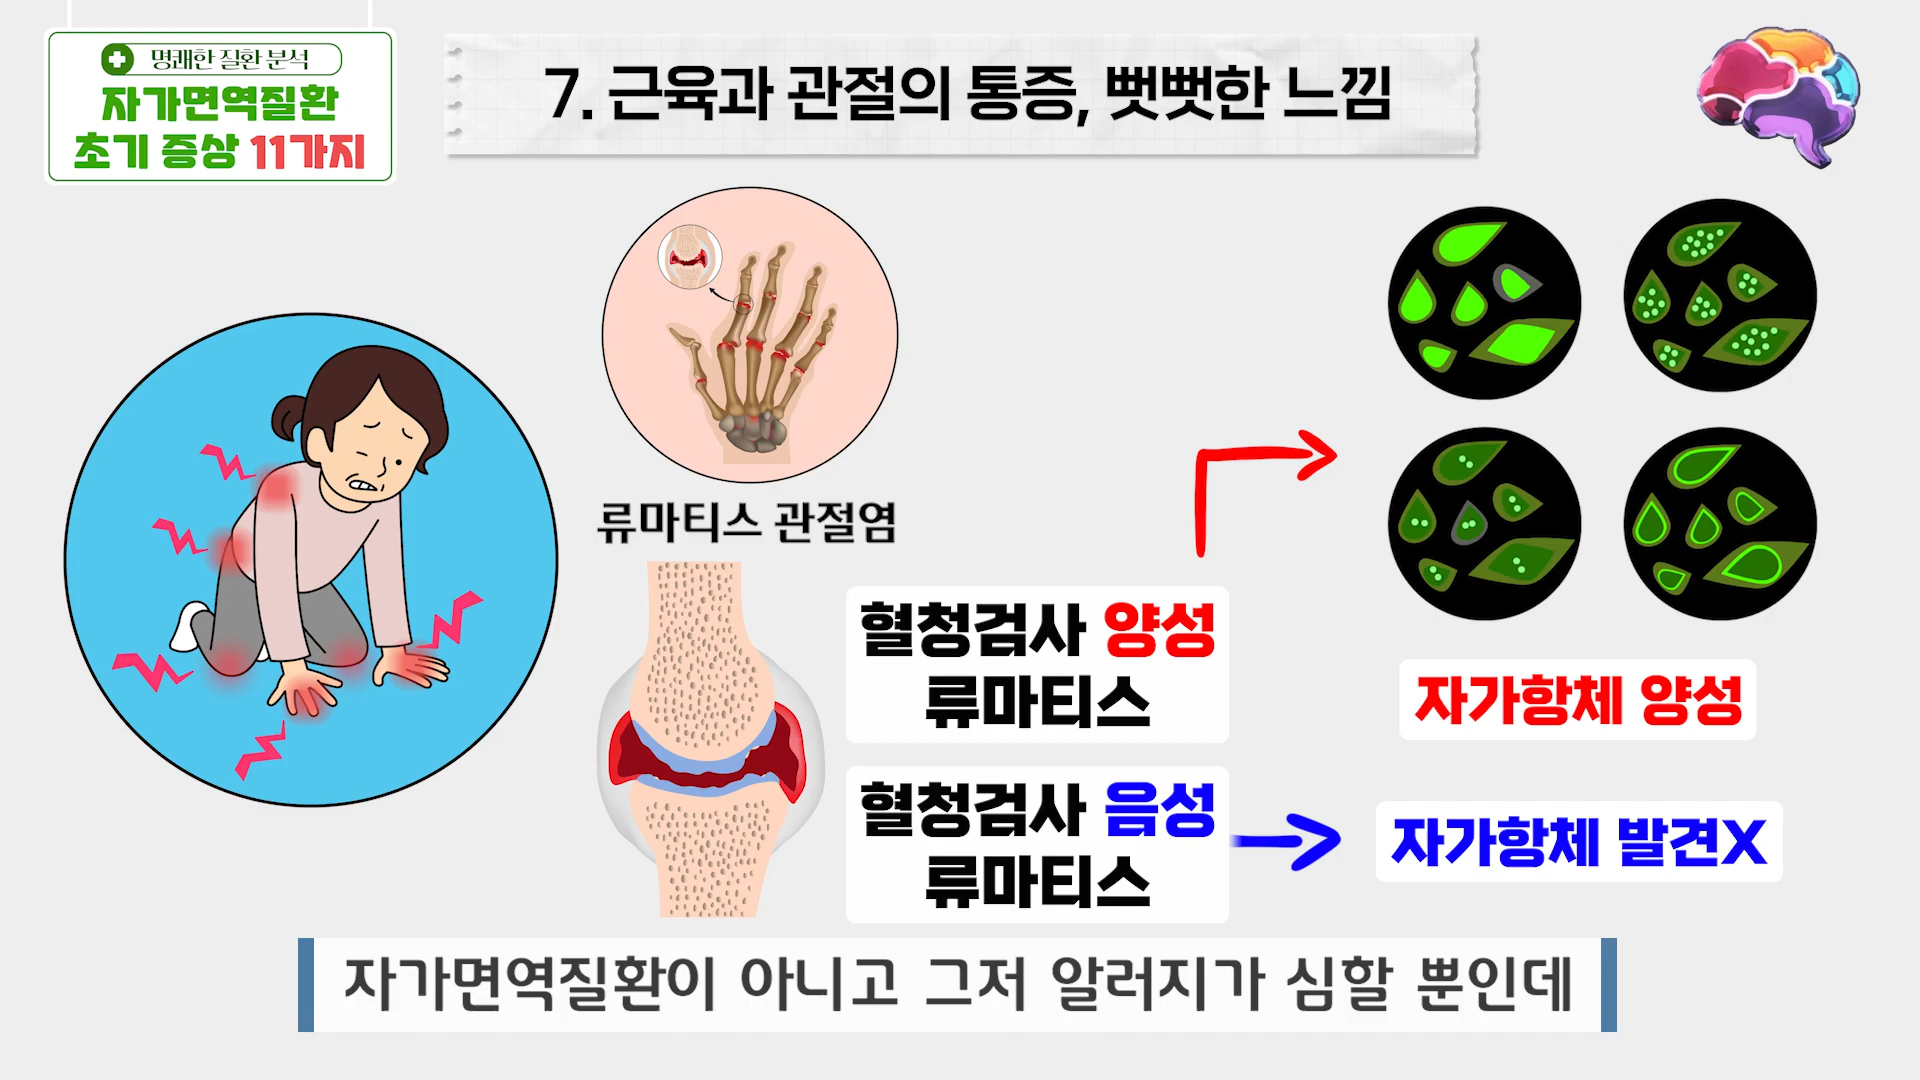 명쾌한 질환 분석
자가면역질환
초기 증상 11가지
7. 근육과 관절의 통증, 뻣뻣한 느낌
류마티스 관절염
혈청검사 양성
류마티스
자가항체 양성
혈청검사 음성
류마티스
자가항체 발견X
자가면역질환이 아니고 그저 알러지가 심할 뿐인데